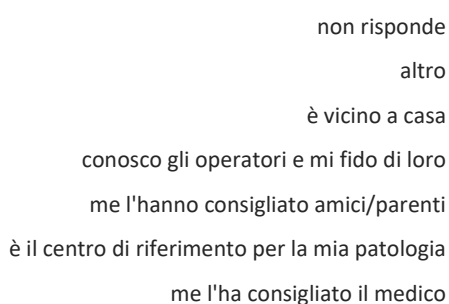 non risponde
altro
è vicino a casa
conosco gli operatori e mi fido di loro
me l'hanno consigliato amici/parenti
è il centro di riferimento per la mia patologia
me l'ha consigliato il medico